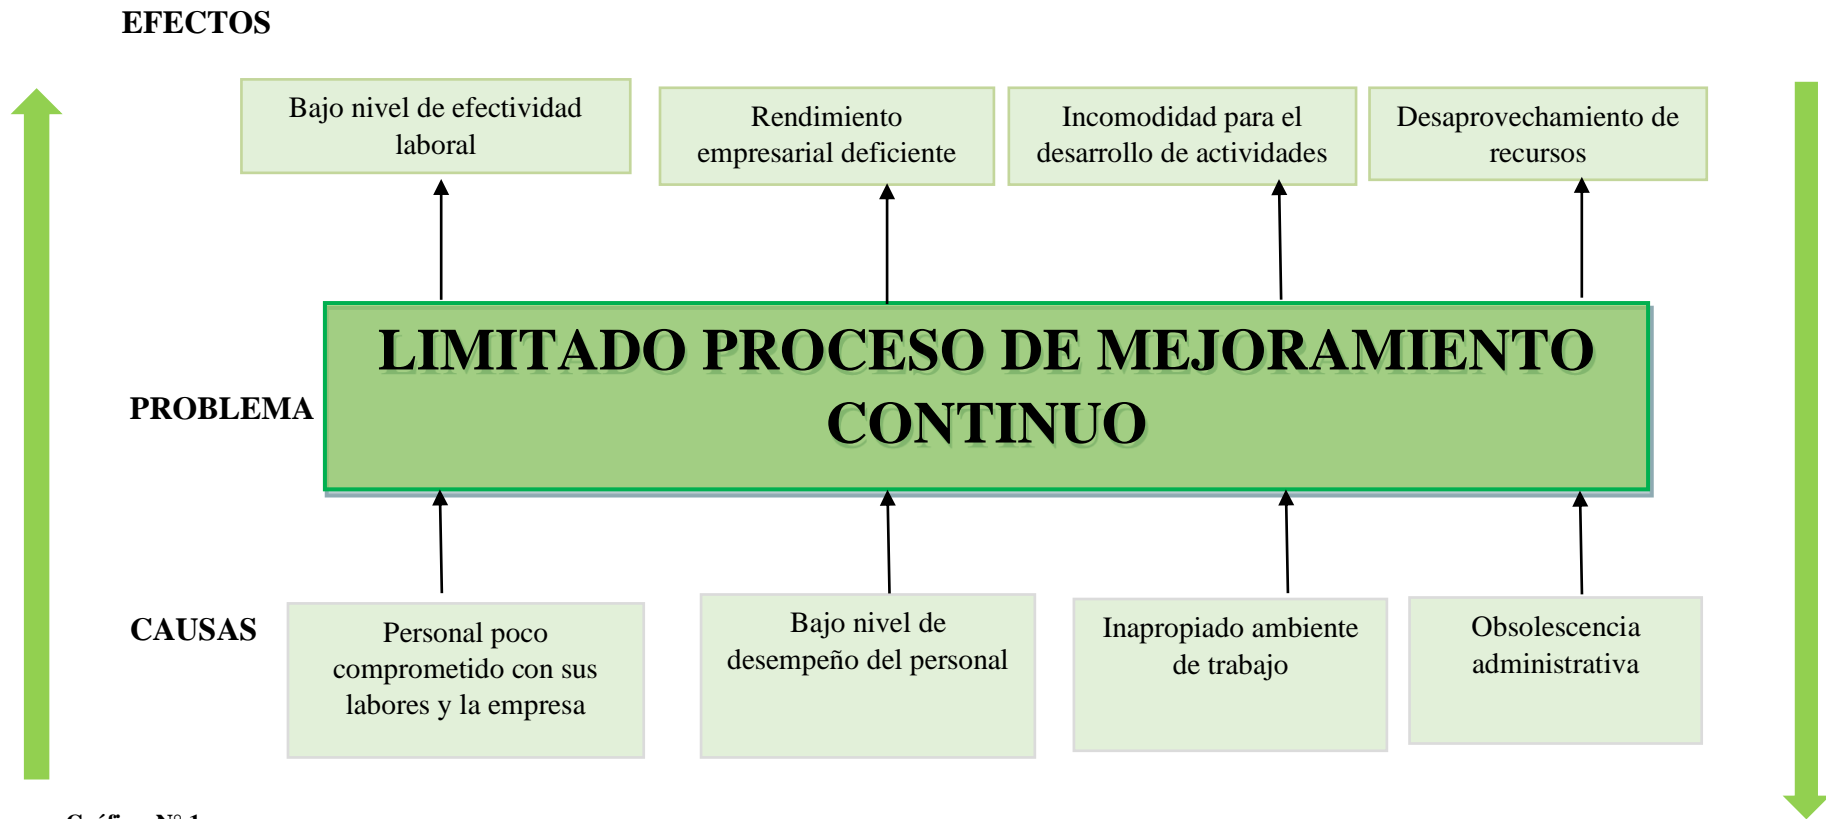 EFECTOS
Bajo nivel de efectividad
laboral
Rendimiento
empresarial deficiente
Incomodidad para el
desarrollo de actividades
Desaprovechamiento de
recursos
LIMITADO PROCESO DE MEJORAMIENTO
CONTINUO
PROBLEMA
CAUSAS
Personal poco
comprometido con sus
labores y la empresa
Bajo nivel de
desempeño del personal
Inapropiado ambiente
de trabajo
Obsolescencia
administrativa
Gráfico N° 1